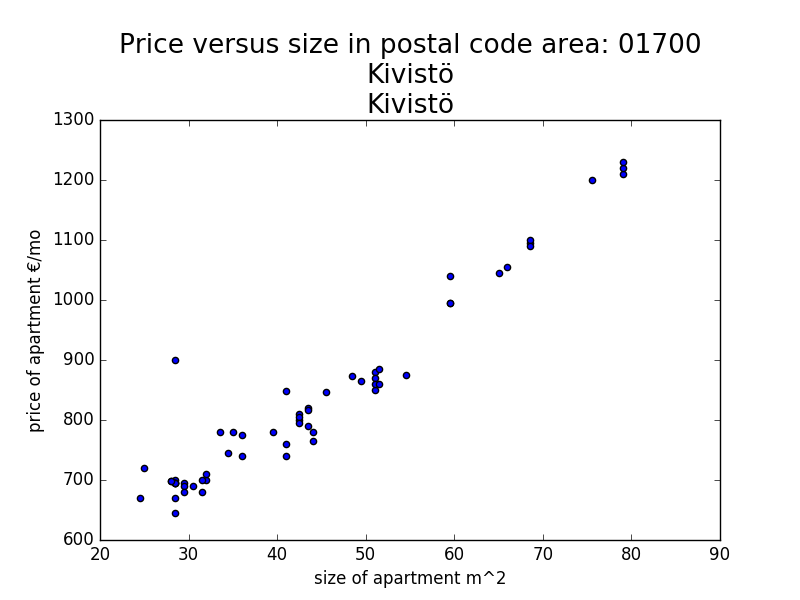 Price versus size in postal code area: 01700
Kivistö
Kivistö
1300
1200
1100
1000
900
800
700
600
price of apartment €/mo
20 30 40 50 60 70 80 90
size of apartment m^2